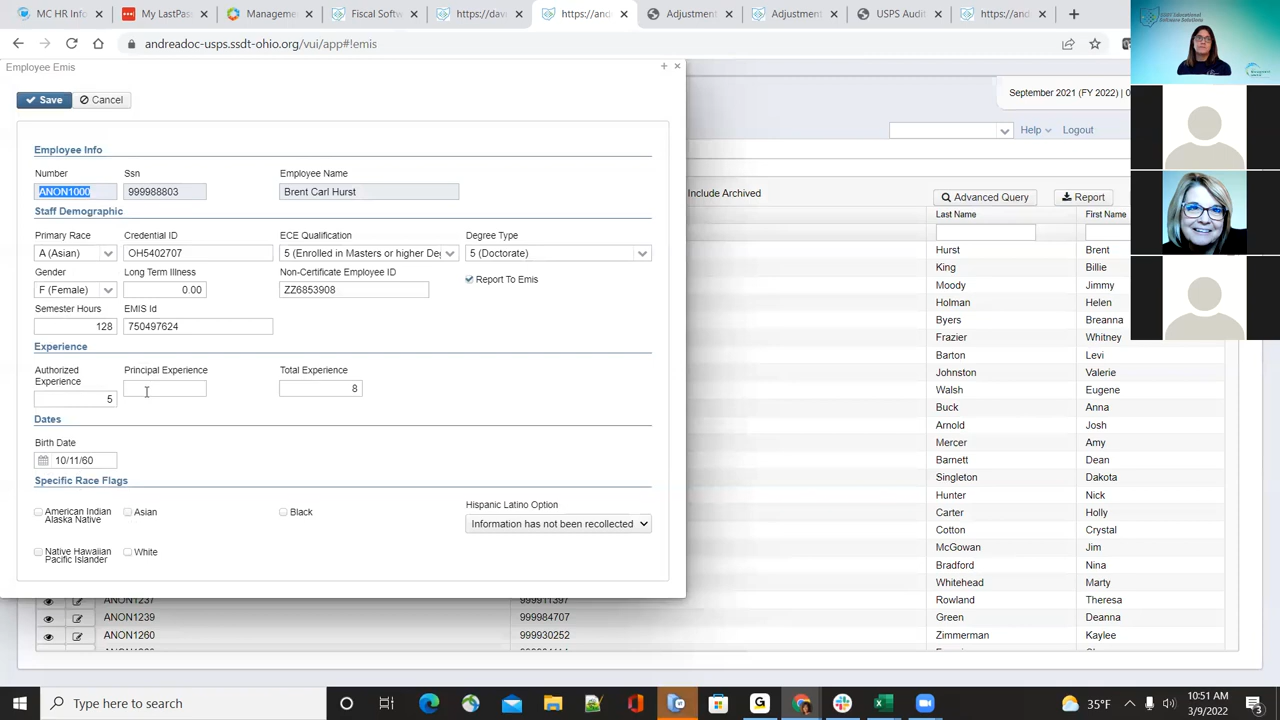 MC HR Infor
My LastPass
Manageme
Fiscal Softw
https://dav
https://and
Adjustment
Adjustment
US
https://and
andreadoc-usps.ssdt-ohio.org/vui/app#!emis
Employee Emis
Save
Cancel
September 2021 (FY 2022) | 0
Help
Logout
Employee Info
Number
Ssn
Employee Name
ANON1000
999988803
Brent Carl Hurst
Staff Demographic
Primary Race
Credential ID
ECE Qualification
Degree Type
A (Asian)
OH5402707
5 (Enrolled in Masters or higher Deg
5 (Doctorate)
Gender
Long Term Illness
Non-Certificate Employee ID
F (Female)
0.00
ZZ6853908
Report To Emis
Semester Hours
EMIS Id
128
750497624
Experience
Authorized
Experience
Principal Experience
Total Experience
5
8
Dates
Birth Date
10/11/60
Specific Race Flags
American Indian
Alaska Native
Asian
Black
Hispanic Latino Option
Information has not been recollected
Native Hawaiian
Pacific Islander
White
Include Archived
Advanced Query
Report
Last Name
First Name
Hurst Brent
King Billie
Moody Jimmy
Holman Helen
Byers Breanna
Frazier Whitney
Barton Levi
Johnston Valerie
Walsh Eugene
Buck Anna
Arnold Josh
Mercer Amy
Barnett Dean
Singleton Dakota
Hunter Nick
Carter Holly
Cotton Crystal
McGowan Jim
Bradford Nina
Whitehead Marty
ANON1237 999911397 Rowland Theresa
ANON1239 999984707 Green Deanna
ANON1260 999930252 Zimmerman Kaylee
Type here to search
35°F
10:51 AM
3/9/2022
3